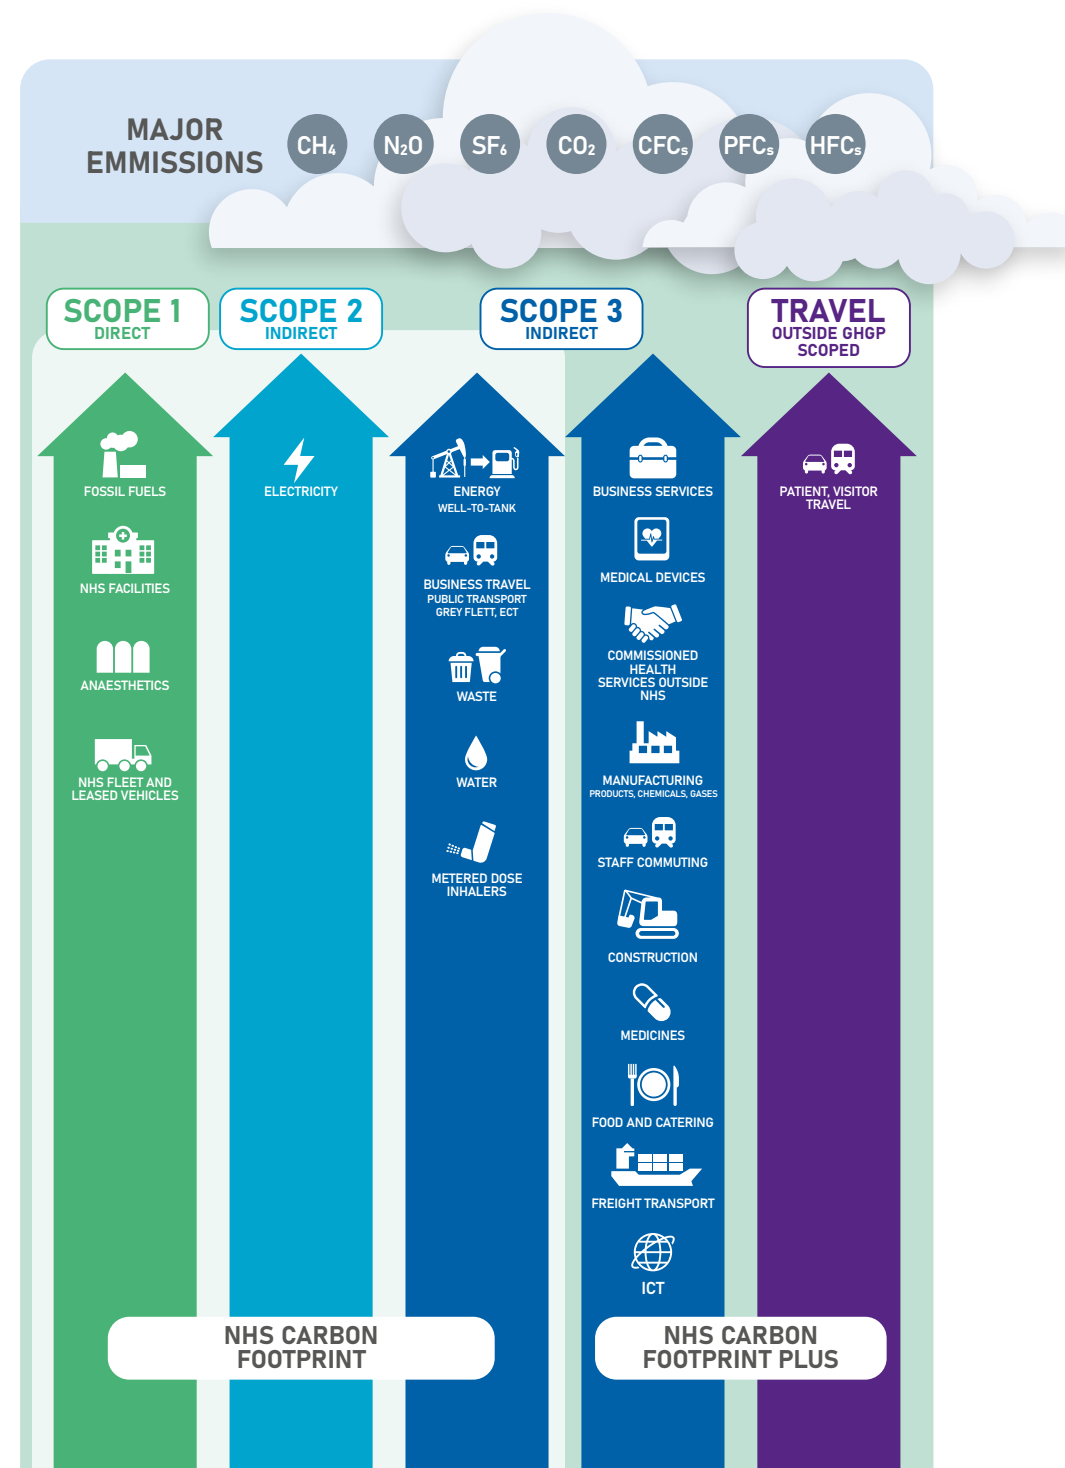 MAJOR
EMMISSIONS
CH₄
N₂O
SF₆
CO₂
CFCs
PFCs
HFCs
SCOPE 1
DIRECT
SCOPE 2
INDIRECT
SCOPE 3
INDIRECT
TRAVEL
OUTSIDE GHGP
SCOPED
FOSSIL FUELS
NHS FACILITIES
ANAESTHETICS
NHS FLEET AND
LEASED VEHICLES
ELECTRICITY
ENERGY
WELL-TO-TANK
BUSINESS TRAVEL
PUBLIC TRANSPORT
GREY FLETT, ECT
WASTE
WATER
METERED DOSE
INHALERS
BUSINESS SERVICES
MEDICAL DEVICES
COMMISSIONED
HEALTH
SERVICES OUTSIDE
NHS
MANUFACTURING
PRODUCTS, CHEMICALS, GASES
STAFF COMMUTING
CONSTRUCTION
MEDICINES
FOOD AND CATERING
FREIGHT TRANSPORT
ICT
PATIENT, VISITOR
TRAVEL
NHS CARBON
FOOTPRINT
NHS CARBON
FOOTPRINT PLUS